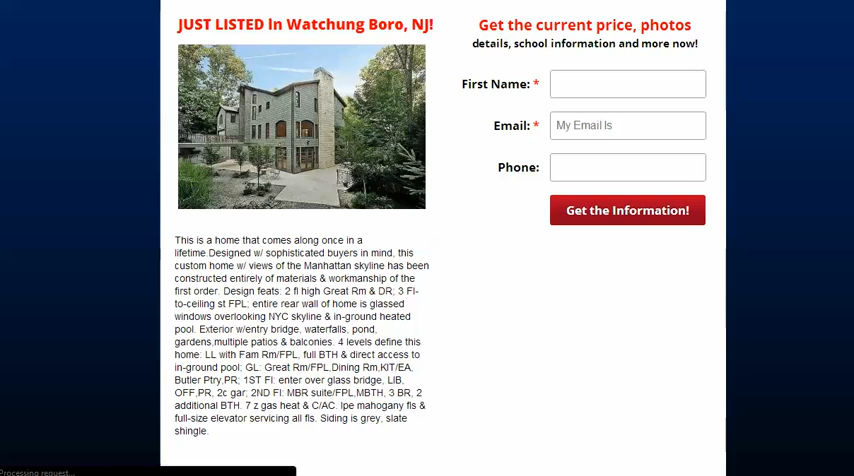 JUST LISTED In Watchung Boro, NJ!
This is a home that comes along once in a
lifetime.Designed w/ sophisticated buyers in mind, this
custom home w/ views of the Manhattan skyline has been
constructed entirely of materials & workmanship of the
first order. Design feats: 2 fl high Great Rm & DR; 3 Fl-
to-ceiling st FPL; entire rear wall of home is glassed
windows overlooking NYC skyline & in-ground heated
pool. Exterior w/entry bridge, waterfalls, pond,
gardens,multiple patios & balconies. 4 levels define this
home: LL with Fam Rm/FPL, full BTH & direct access to
in-ground pool; GL: Great Rm/FPL,Dining Rm,KIT/EA,
Butler Ptry,PR; 1ST Fl: enter over glass bridge, LIB,
OFF,PR, 2c gar; 2ND Fl: MBR suite/FPL,MBTH, 3 BR, 2
additional BTH. 7 z gas heat & C/AC. Ipe mahogany fls &
full-size elevator servicing all fls. Siding is grey, slate
shingle.
Get the current price, photos
details, school information and more now!
First Name: *
Email: * My Email Is
Phone:
Get the Information!
Processing request...